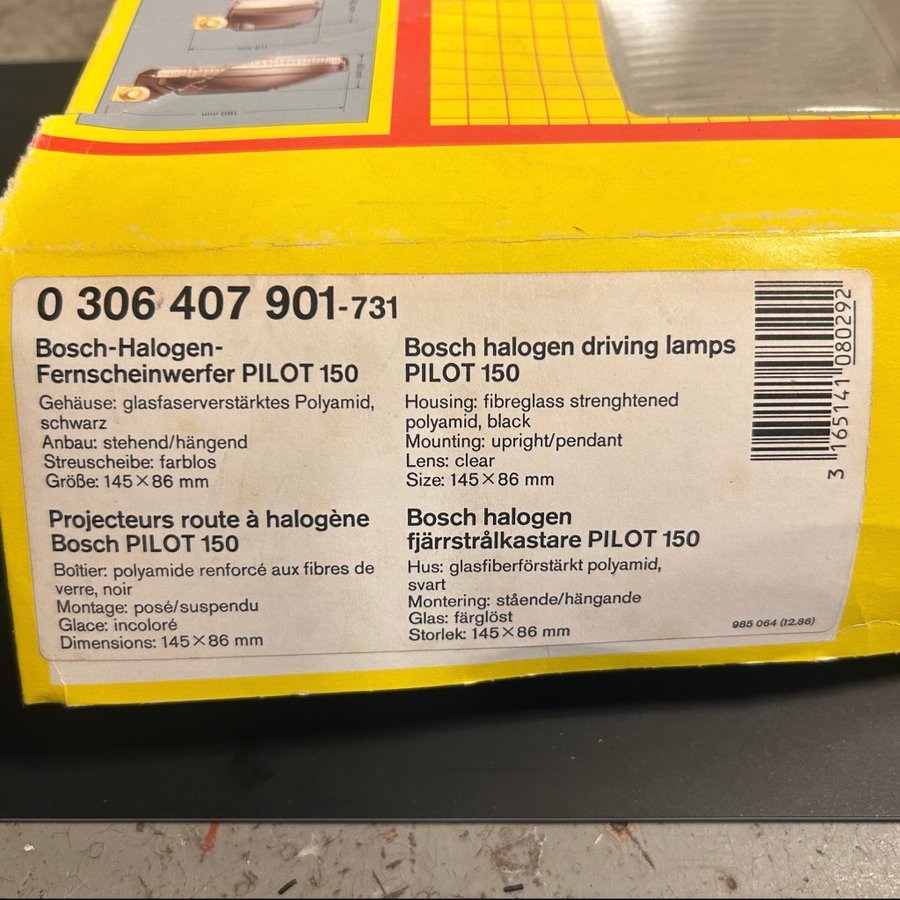 0 306 407 901-731
Bosch-Halogen-
Fernscheinwerfer PILOT 150
Gehäuse: glasfaserverstärktes Polyamid,
schwarz
Anbau: stehend/hängend
Streuscheibe: farblos
Größe: 145×86 mm
Bosch halogen driving lamps
PILOT 150
Housing: fibreglass strenghtened
polyamid, black
Mounting: upright/pendant
Lens: clear
Size: 145×86 mm
Projecteurs route à halogène
Bosch PILOT 150
Boîtier: polyamide renforcé aux fibres de
verre, noir
Montage: posé/suspendu
Glace: incoloré
Dimensions: 145×86 mm
Bosch halogen
fjärrstrålkastare PILOT 150
Hus: glasfiberförstärkt polyamid,
svart
Montering: stående/hängande
Glas: färglöst
Storlek: 145×86 mm
985 064 (12.86)
3 165141 080292